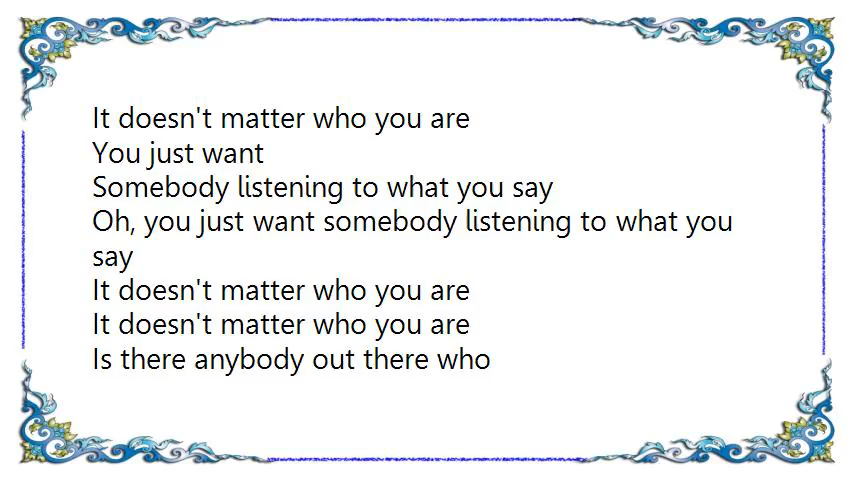 It doesn't matter who you are
You just want
Somebody listening to what you say
Oh, you just want somebody listening to what you
say
It doesn't matter who you are
It doesn't matter who you are
Is there anybody out there who